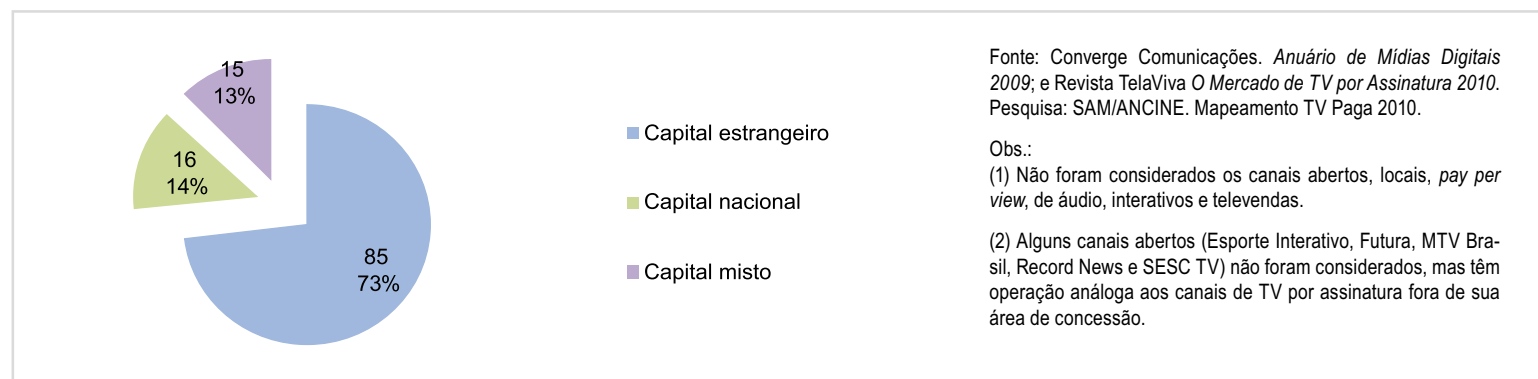 15
13%
16
14%
85
73%
Capital estrangeiro
Capital nacional
Capital misto
Fonte: Converge Comunicações. Anuário de Mídias Digitais
2009; e Revista TelaViva O Mercado de TV por Assinatura 2010.
Pesquisa: SAM/ANCINE. Mapeamento TV Paga 2010.
Obs.:
(1) Não foram considerados os canais abertos, locais, pay per
view, de áudio, interativos e televendas.
(2) Alguns canais abertos (Esporte Interativo, Futura, MTV Bra-
sil, Record News e SESC TV) não foram considerados, mas têm
operação análoga aos canais de TV por assinatura fora de sua
área de concessão.